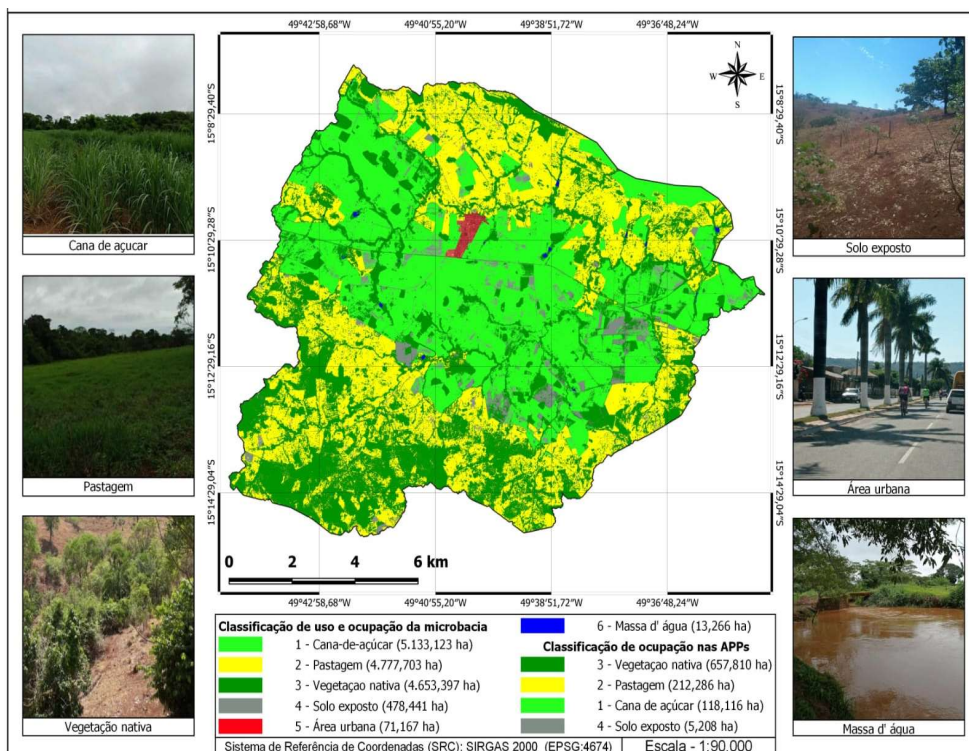 49°42'58,68"W 49°40'55,20"W 49°38'51,72"W 49°36'48,24"W
N
W E
S
15°8'29,40"S 15°8'29,40"S
15°10'29,28"S 15°10'29,28"S
15°12'29,16"S 15°12'29,16"S
15°14'29,04"S 15°14'29,04"S
Cana de açucar
Solo exposto
Pastagem
Área urbana
Vegetação nativa
Massa d' água
0 2 4 6 km
49°42'58,68"W 49°40'55,20"W 49°38'51,72"W 49°36'48,24"W
Classificação de uso e ocupação da microbacia
1 - Cana-de-açúcar (5.133,123 ha)
2 - Pastagem (4.777,703 ha)
3 - Vegetaçao nativa (4.653,397 ha)
4 - Solo exposto (478,441 ha)
5 - Área urbana (71,167 ha)
6 - Massa d' água (13,266 ha)
Classificação de ocupação nas APPs
3 - Vegetaçao nativa (657,810 ha)
2 - Pastagem (212,286 ha)
1 - Cana de açúcar (118,116 ha)
4 - Solo exposto (5,208 ha)
Sistema de Referência de Coordenadas (SRC): SIRGAS 2000 (EPSG:4674)
Escala - 1:90.000